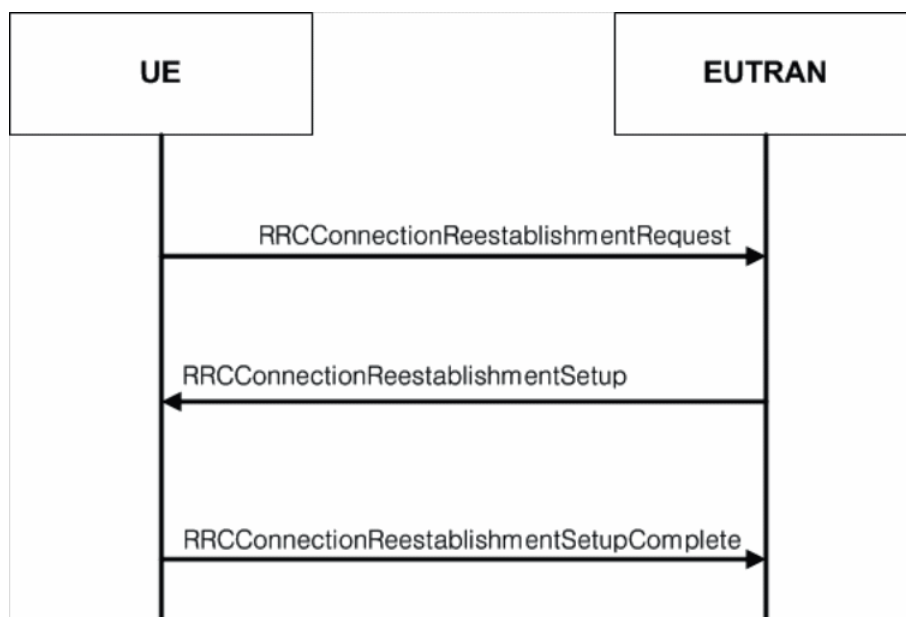 UE
EUTRAN
RRCConnectionReestablishmentRequest
RRCConnectionReestablishmentSetup
RRCConnectionReestablishmentSetupComplete